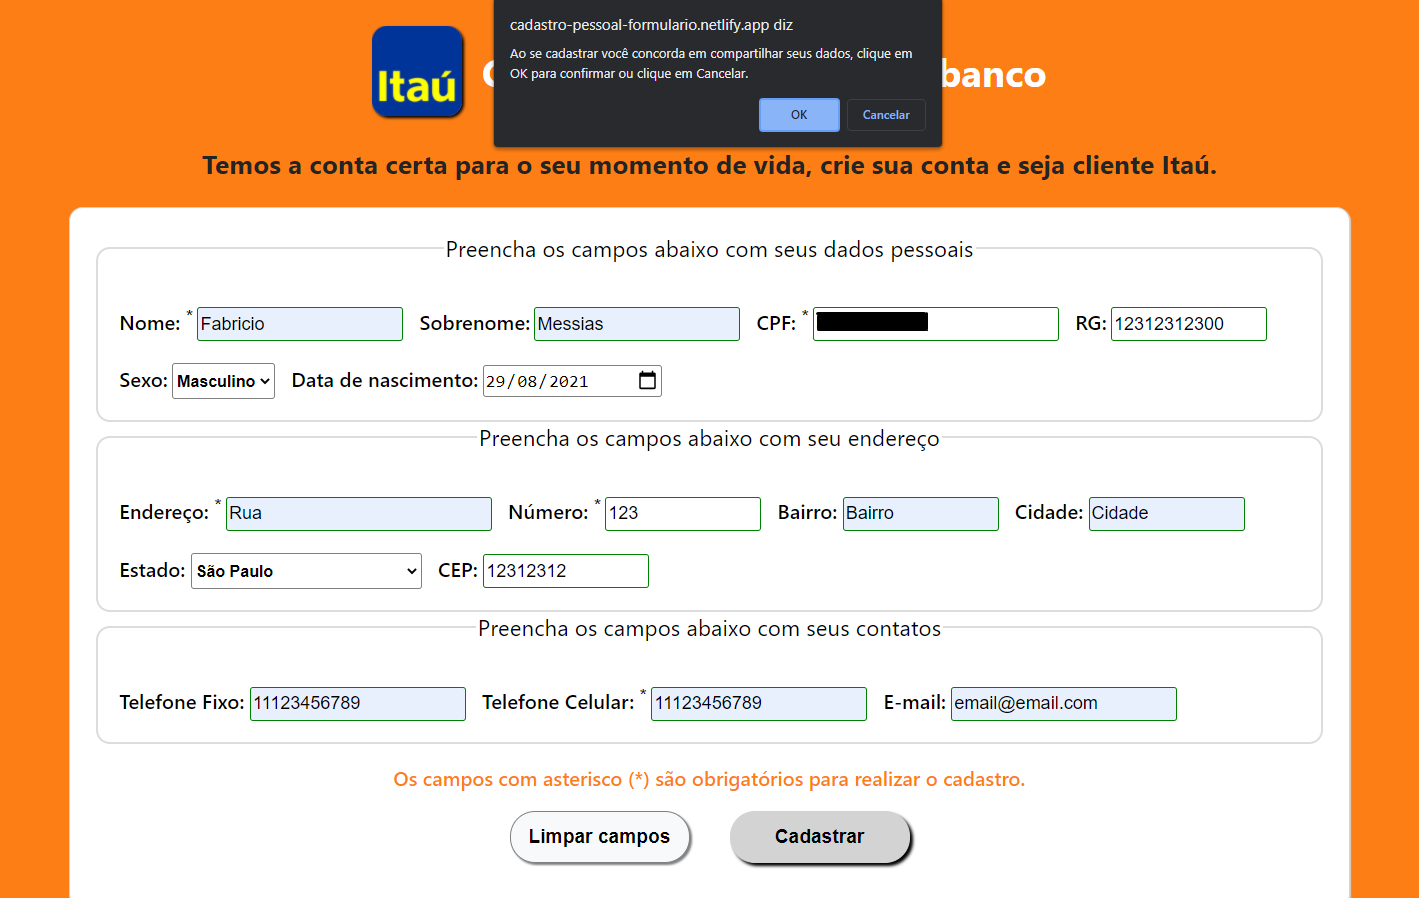 cadastro-pessoal-formulario.netlify.app diz
Ao se cadastrar você concorda em compartilhar seus dados, clique em
OK para confirmar ou clique em Cancelar.
OK Cancelar
Itaú banco
Temos a conta certa para o seu momento de vida, crie sua conta e seja cliente Itaú.
Preencha os campos abaixo com seus dados pessoais
Nome: * Fabricio Sobrenome: Messias CPF: * RG: 12312312300
Sexo: Masculino Data de nascimento: 29/08/2021
Preencha os campos abaixo com seu endereço
Endereço: * Rua Número: * 123 Bairro: Bairro Cidade: Cidade
Estado: São Paulo CEP: 12312312
Preencha os campos abaixo com seus contatos
Telefone Fixo: 11123456789 Telefone Celular: * 11123456789 E-mail: email@email.com
Os campos com asterisco (*) são obrigatórios para realizar o cadastro.
Limpar campos Cadastrar